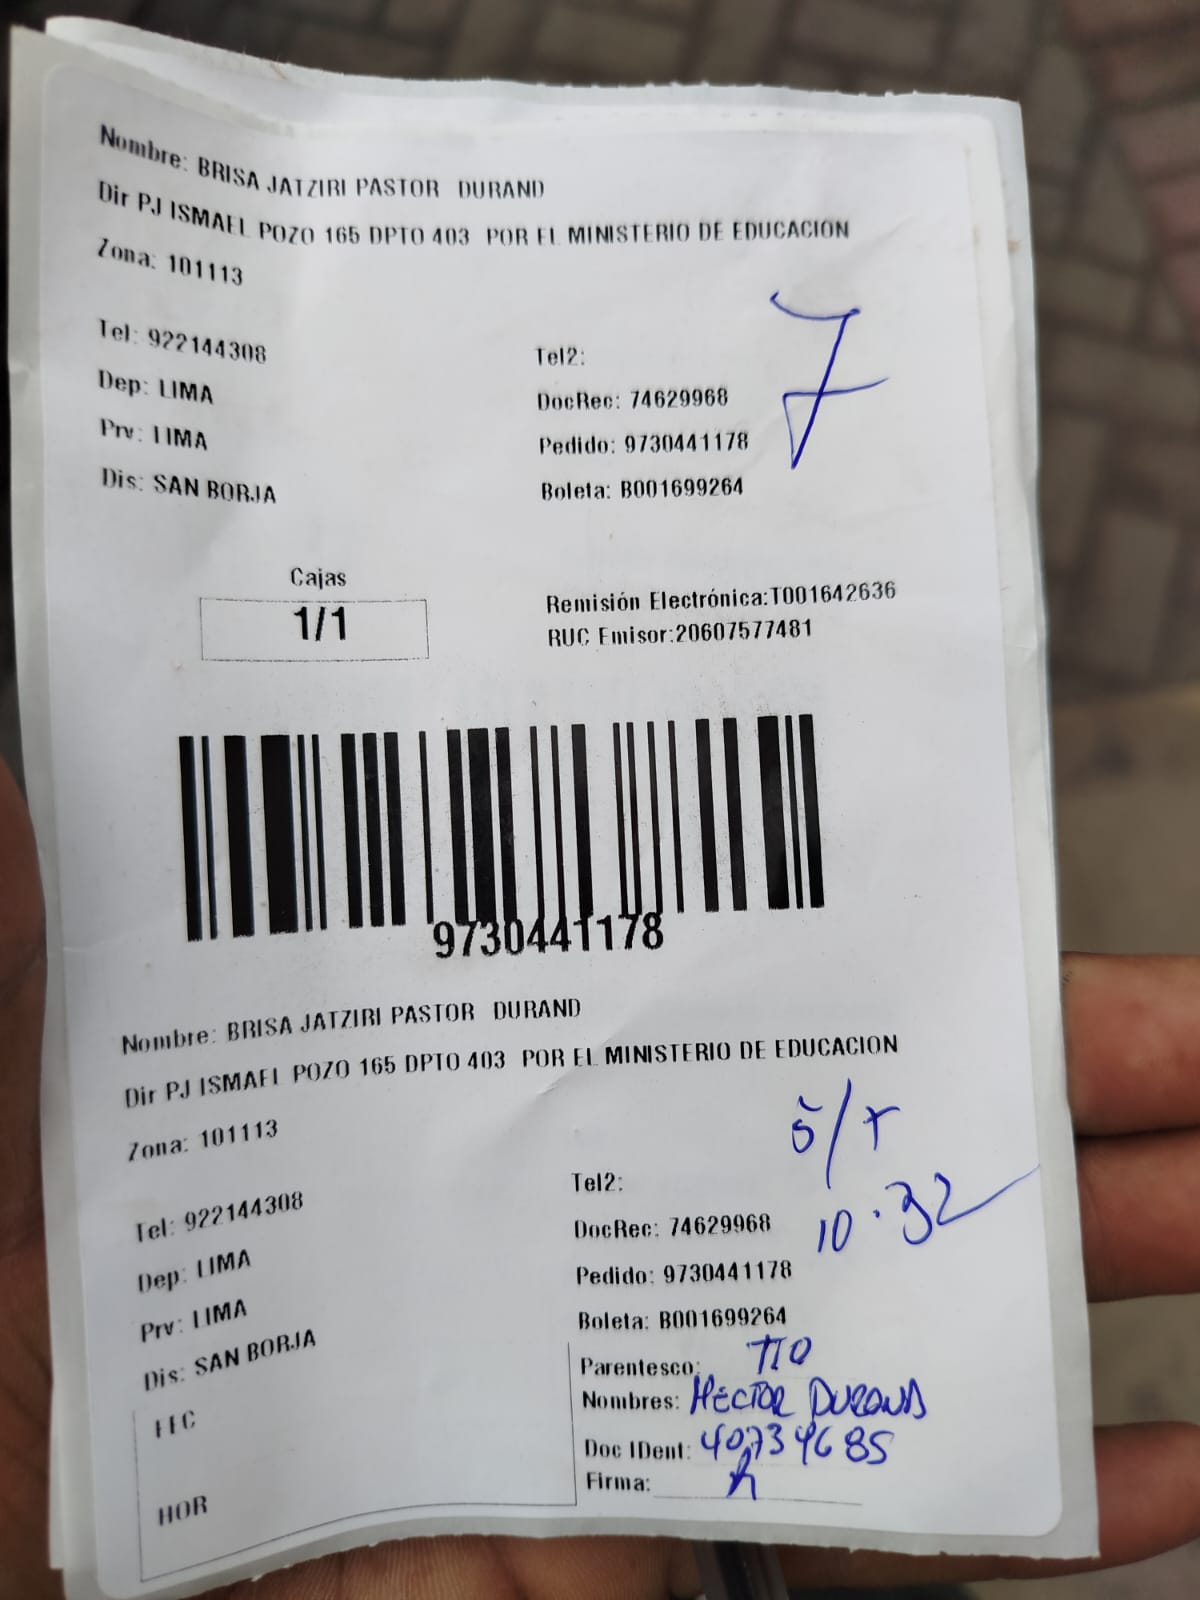 Nombre: BRISA JATZIRI PASTOR DURAND
Dir PJ ISMAEL POZO 165 DPTO 403 POR EL MINISTERIO DE EDUCACION
Zona: 101113
7
Tel: 922144308
Tel2:
Dep: LIMA
DocRec: 74629968
Prv: LIMA
Pedido: 9730441178
Dis: SAN BORJA
Boleta: B001699264
Cajas
1/1
Remisión Electrónica:T001642636
RUC Emisor:20607577481
9730441178
Nombre: BRISA JATZIRI PASTOR DURAND
Dir PJ ISMAEL POZO 165 DPTO 403 POR EL MINISTERIO DE EDUCACION
Zona: 101113
10.32
Tel: 922144308
Tel2:
Dep: LIMA
DocRec: 74629968
Prv: LIMA
Pedido: 9730441178
Dis: SAN BORJA
Boleta: B001699264
Parentesco: TIO
Nombres: HECTOR DURAND
Doc IDent: 40734685
Firma:
FEC
HOR